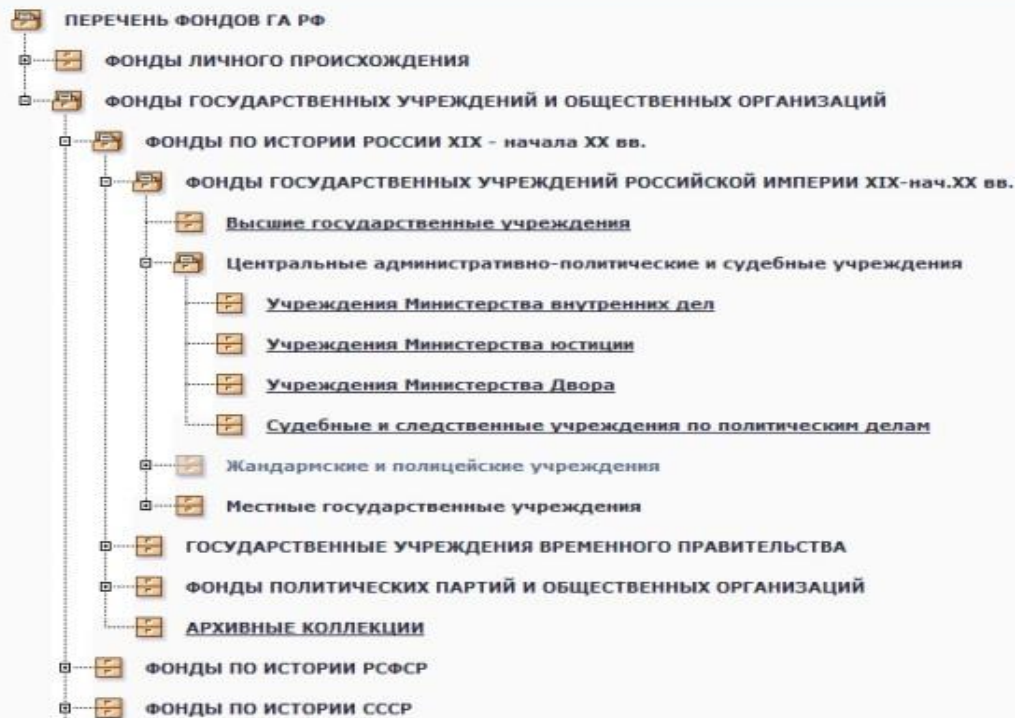 ПЕРЕЧЕНЬ ФОНДОВ ГА РФ
ФОНДЫ ЛИЧНОГО ПРОИСХОЖДЕНИЯ
ФОНДЫ ГОСУДАРСТВЕННЫХ УЧРЕЖДЕНИЙ И ОБЩЕСТВЕННЫХ ОРГАНИЗАЦИЙ
ФОНДЫ ПО ИСТОРИИ РОССИИ XIX - начала XX вв.
ФОНДЫ ГОСУДАРСТВЕННЫХ УЧРЕЖДЕНИЙ РОССИЙСКОЙ ИМПЕРИИ XIX-нач.XX вв.
Высшие государственные учреждения
Центральные административно-политические и судебные учреждения
Учреждения Министерства внутренних дел
Учреждения Министерства юстиции
Учреждения Министерства Двора
Судебные и следственные учреждения по политическим делам
Жандармские и полицейские учреждения
Местные государственные учреждения
ГОСУДАРСТВЕННЫЕ УЧРЕЖДЕНИЯ ВРЕМЕННОГО ПРАВИТЕЛЬСТВА
ФОНДЫ ПОЛИТИЧЕСКИХ ПАРТИЙ И ОБЩЕСТВЕННЫХ ОРГАНИЗАЦИЙ
АРХИВНЫЕ КОЛЛЕКЦИИ
ФОНДЫ ПО ИСТОРИИ РСФСР
ФОНДЫ ПО ИСТОРИИ СССР